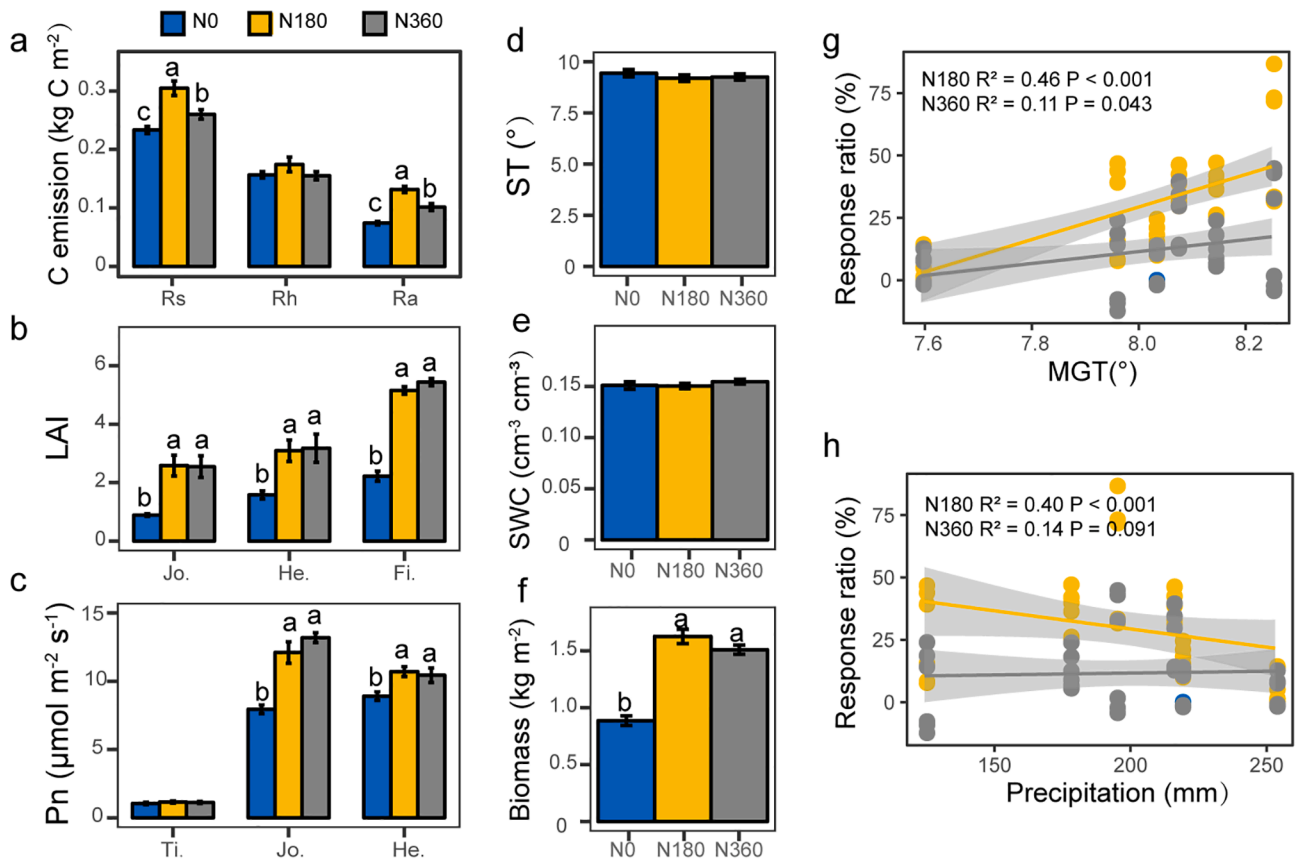 N0 N180 N360
a
C emission (kg C m⁻²)
0.3
0.2
0.1
0
c a b
c a b
Rs Rh Ra
b
LAI
6
4
2
0
b a a
b a a
b a a
Jo. He. Fi.
c
Pn (μmol m⁻² s⁻¹)
15
10
5
0
b a a
b a a
Ti. Jo. He.
d
ST (°)
10
7.5
5.0
2.5
0
N0 N180 N360
e
SWC (cm⁻³ cm⁻³)
0.15
0.10
0.05
0
N0 N180 N360
f
Biomass (kg m⁻²)
1.5
1.0
0.5
0
b a a
N0 N180 N360
g
Response ratio (%)
N180 R² = 0.46 P < 0.001
N360 R² = 0.11 P = 0.043
75
50
25
0
7.6 7.8 8.0 8.2
MGT(°)
h
Response ratio (%)
N180 R² = 0.40 P < 0.001
N360 R² = 0.14 P = 0.091
75
50
25
0
150 200 250
Precipitation (mm)